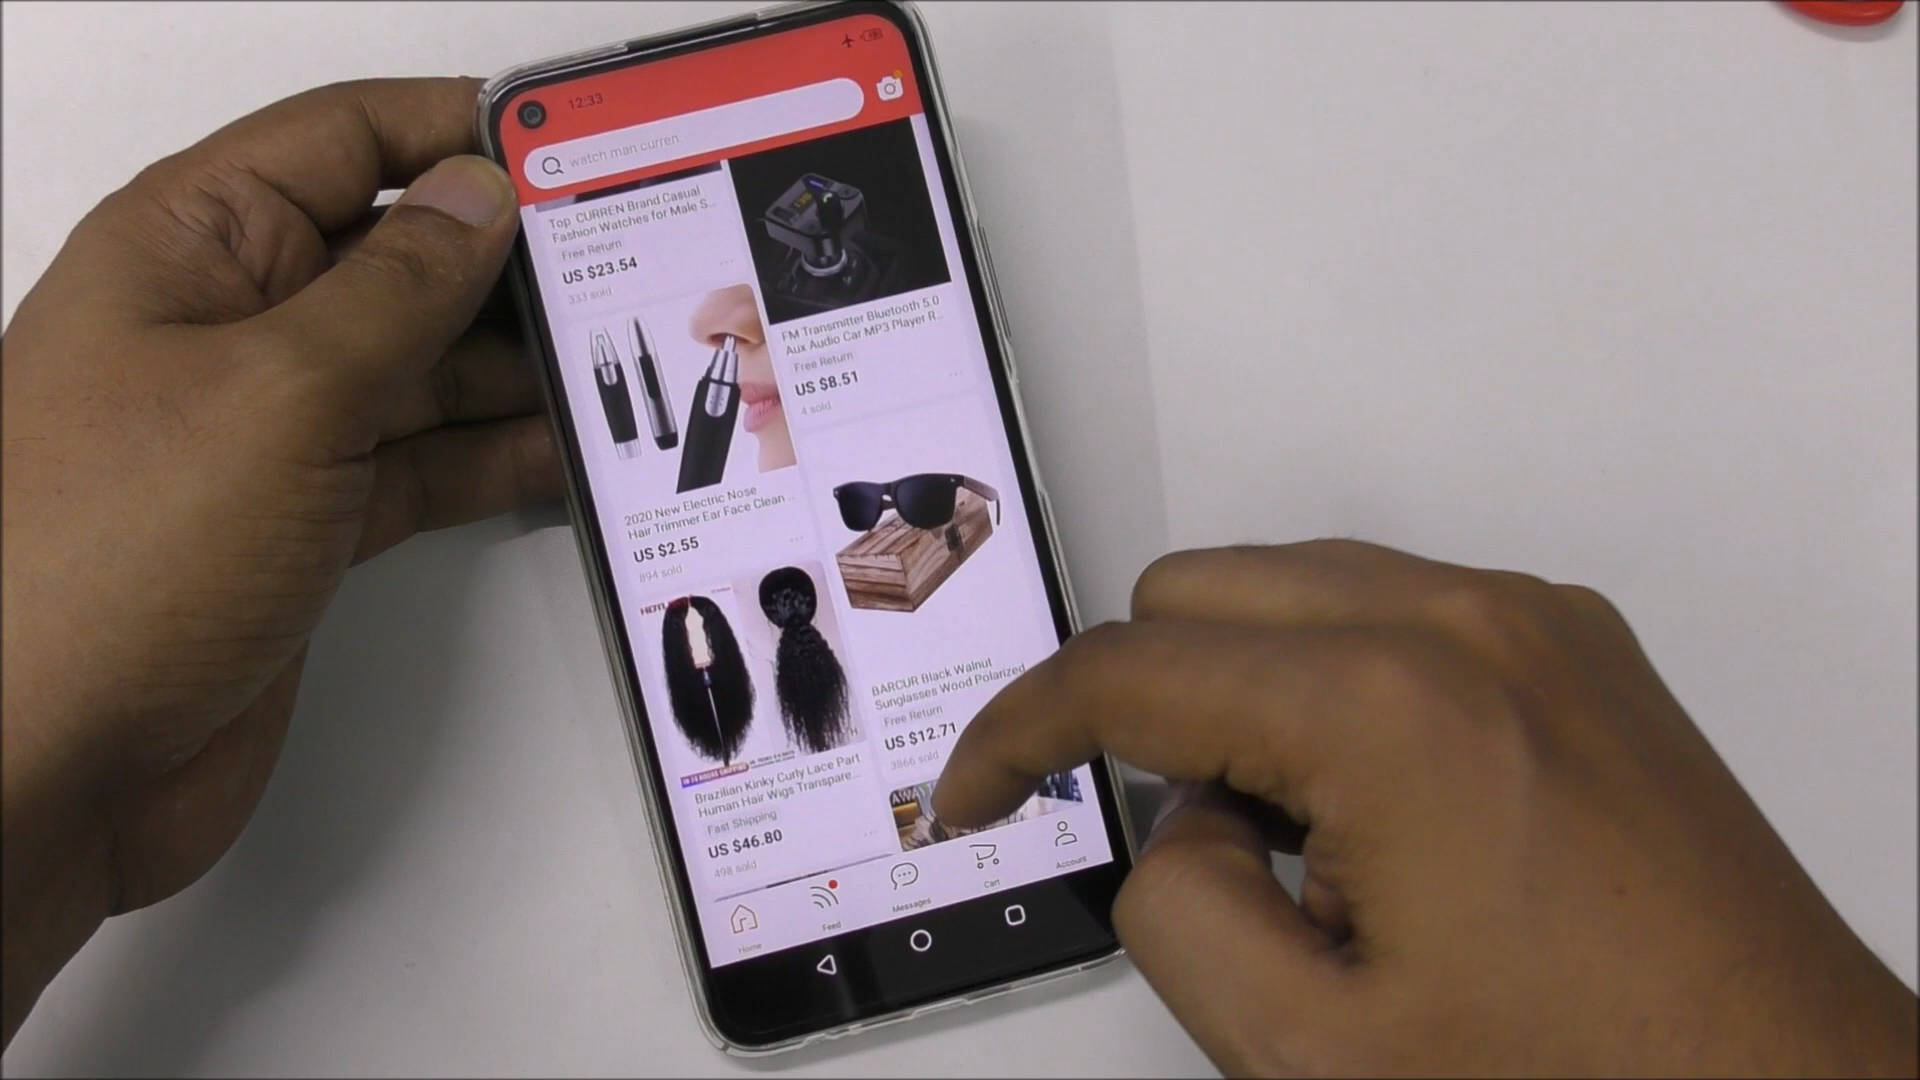 12:33
watch man curren
Top CURREN Brand Casual
Fashion Watches for Male S...
Free Return
US $23.54
333 sold
FM Transmitter Bluetooth 5.0
Aux Audio Car MP3 Player R...
Free Return
US $8.51
4 sold
2020 New Electric Nose
Hair Trimmer Ear Face Clean...
US $2.55
894 sold
BARCUR Black Walnut
Sunglasses Wood Polarized
Free Return
US $12.71
3866 sold
Brazilian Kinky Curly Lace Part
Human Hair Wigs Transpare...
Fast Shipping
US $46.80
498 sold
Home
Feed
Messages
Cart
Account